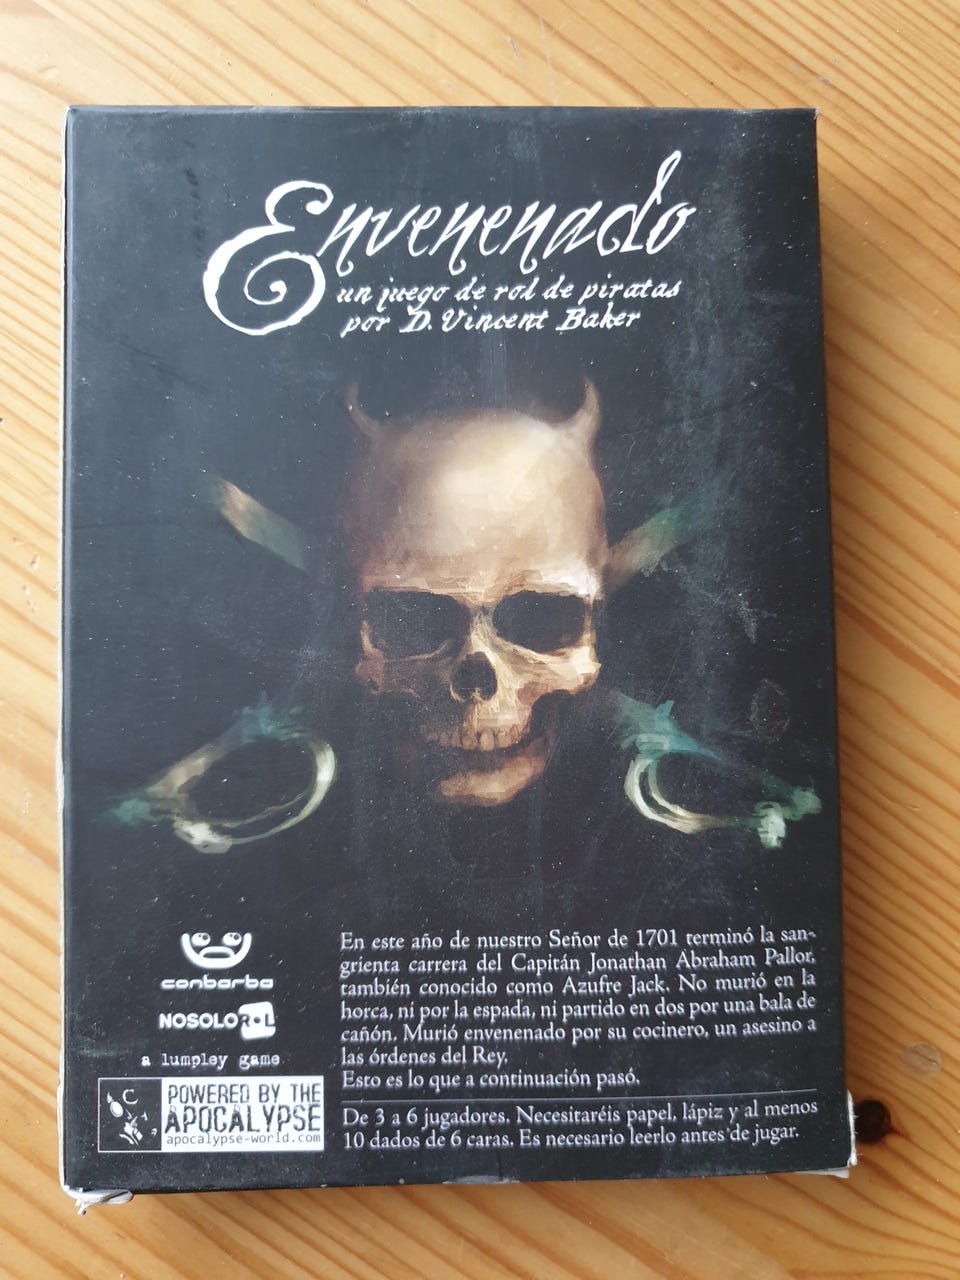 Envenenado
un juego de rol de piratas
por D. Vincent Baker
conbarba
NOSOLOROL
a lumpley game
POWERED BY THE
APOCALYPSE
apocalypse-world.com
En este año de nuestro Señor de 1701 terminó la san-
grienta carrera del Capitán Jonathan Abraham Pallor,
también conocido como Azufre Jack. No murió en la
horca, ni por la espada, ni partido en dos por una bala de
cañón. Murió envenenado por su cocinero, un asesino a
las órdenes del Rey.
Esto es lo que a continuación pasó.
De 3 a 6 jugadores. Necesitaréis papel, lápiz y al menos
10 dados de 6 caras. Es necesario leerlo antes de jugar.